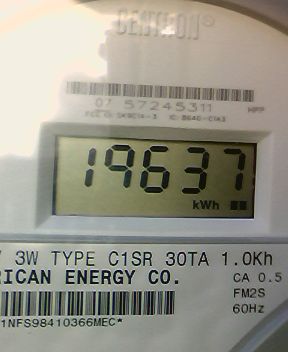 CENTRON®
07 57245311
19637
kWh
3W TYPE C1SR 30TA 1.0Kh
RICAN ENERGY CO. CA 0.5
FM2S
1NFS98410366MEC* 60Hz